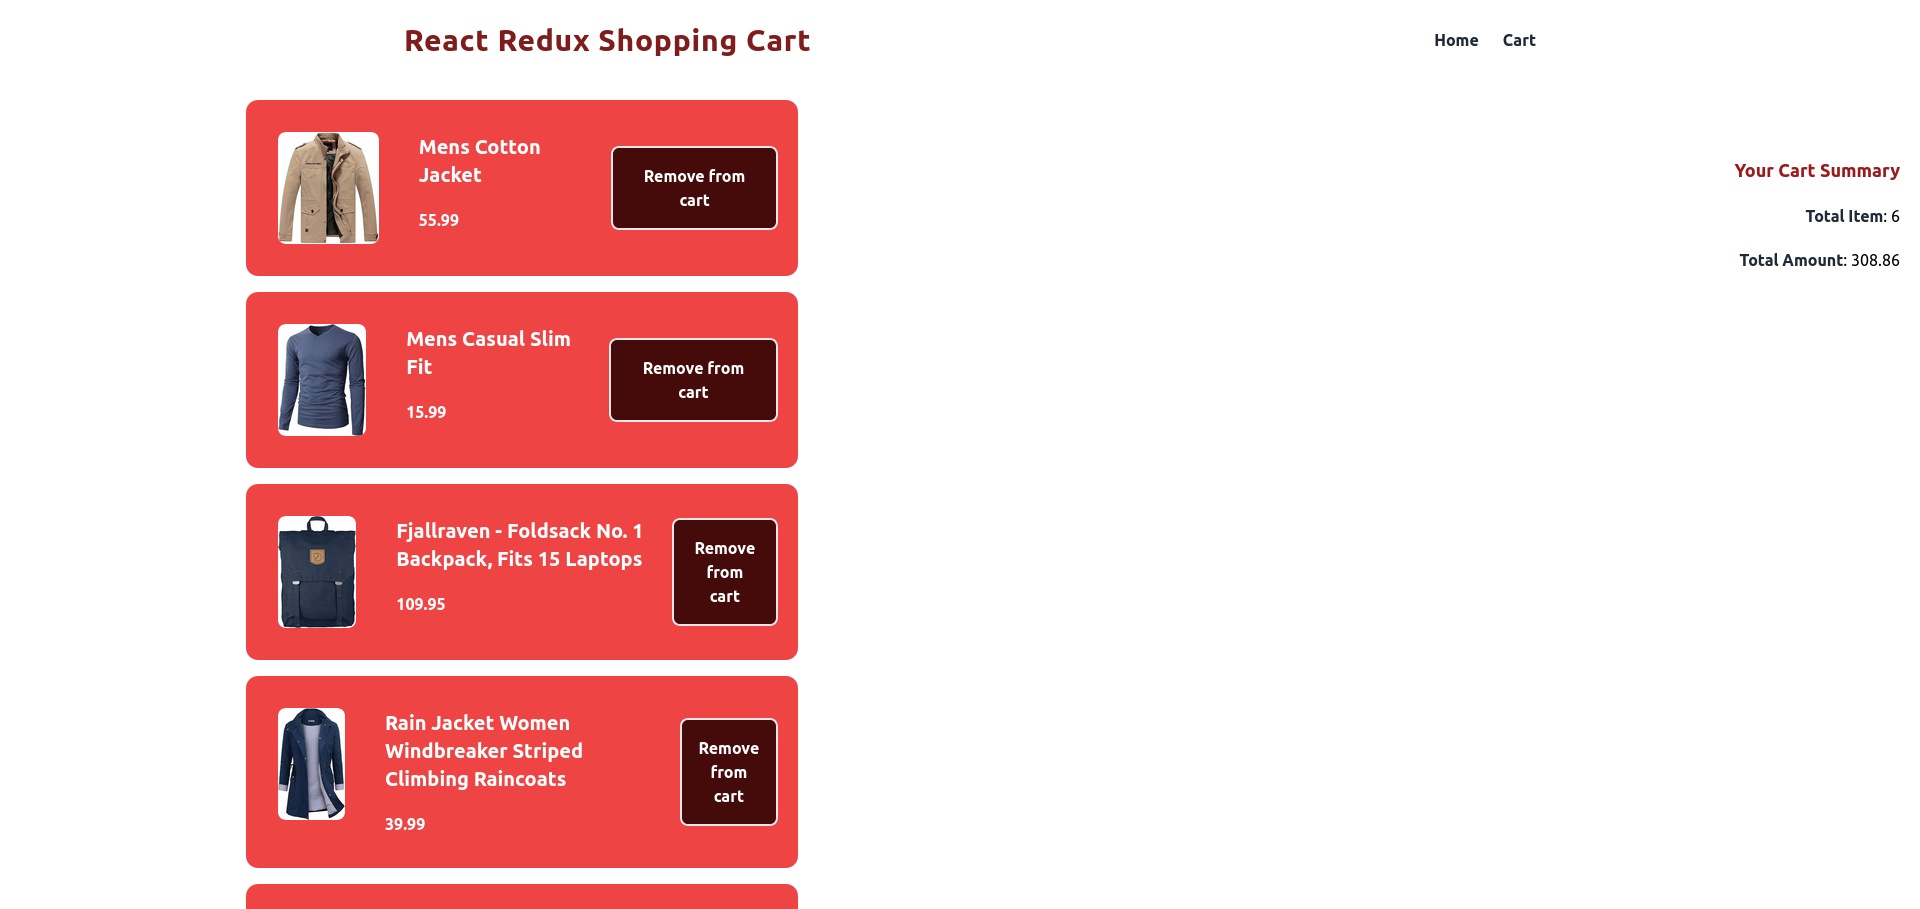 React Redux Shopping Cart
Home Cart
Mens Cotton
Jacket
55.99
Remove from
cart
Your Cart Summary
Total Item: 6
Total Amount: 308.86
Mens Casual Slim
Fit
15.99
Remove from
cart
Fjallraven - Foldsack No. 1
Backpack, Fits 15 Laptops
109.95
Remove
from
cart
Rain Jacket Women
Windbreaker Striped
Climbing Raincoats
39.99
Remove
from
cart